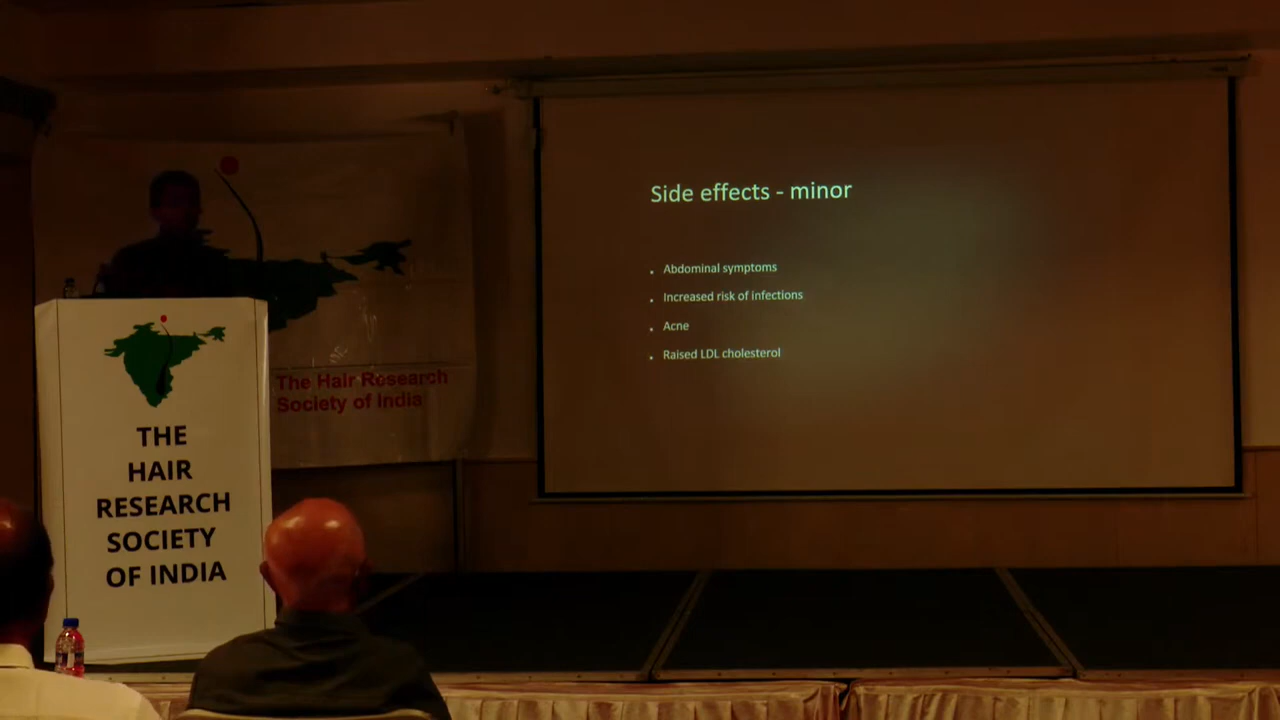 Side effects - minor
• Abdominal symptoms
• Increased risk of infections
• Acne
• Raised LDL cholesterol
The Hair Research
Society of India
THE
HAIR
RESEARCH
SOCIETY
OF INDIA